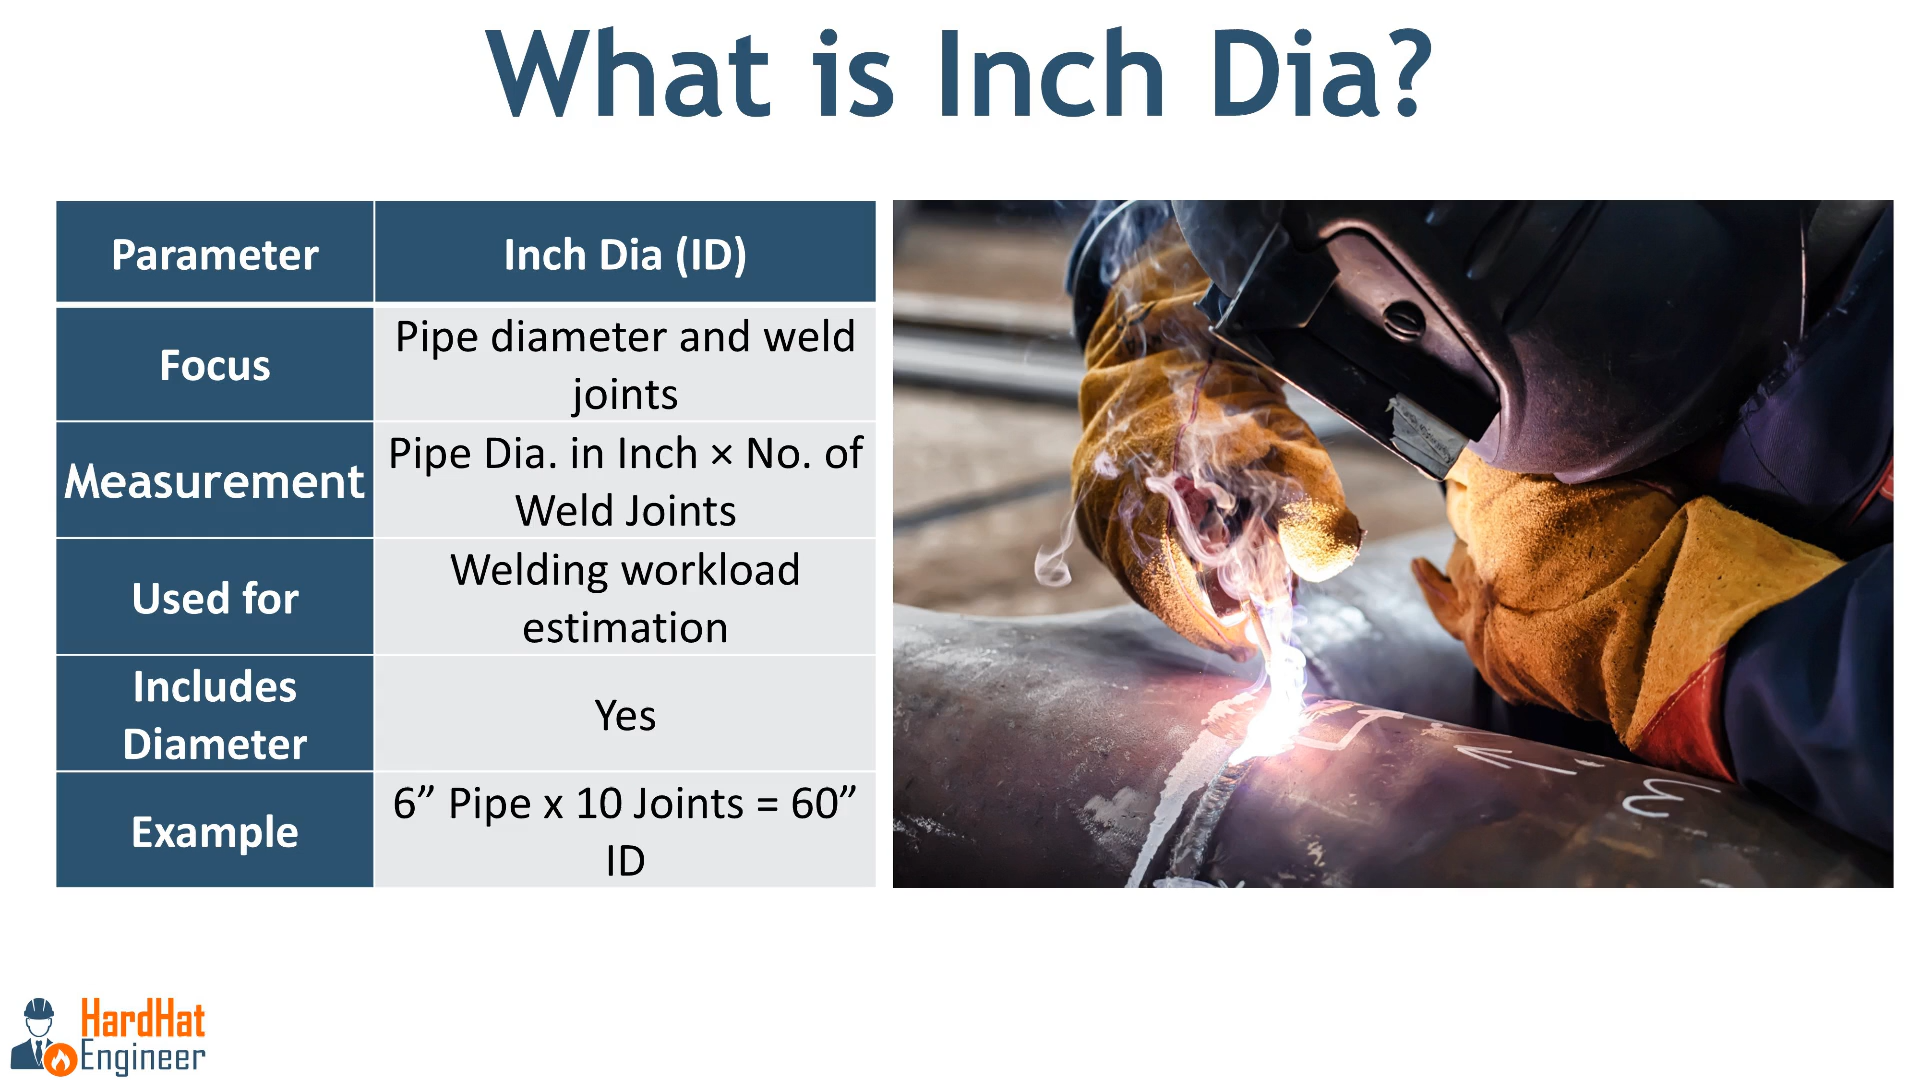 What is Inch Dia?
Parameter
Inch Dia (ID)
Focus
Pipe diameter and weld
joints
Measurement
Pipe Dia. in Inch × No. of
Weld Joints
Used for
Welding workload
estimation
Includes
Diameter
Yes
Example
6” Pipe x 10 Joints = 60”
ID
HardHat
Engineer